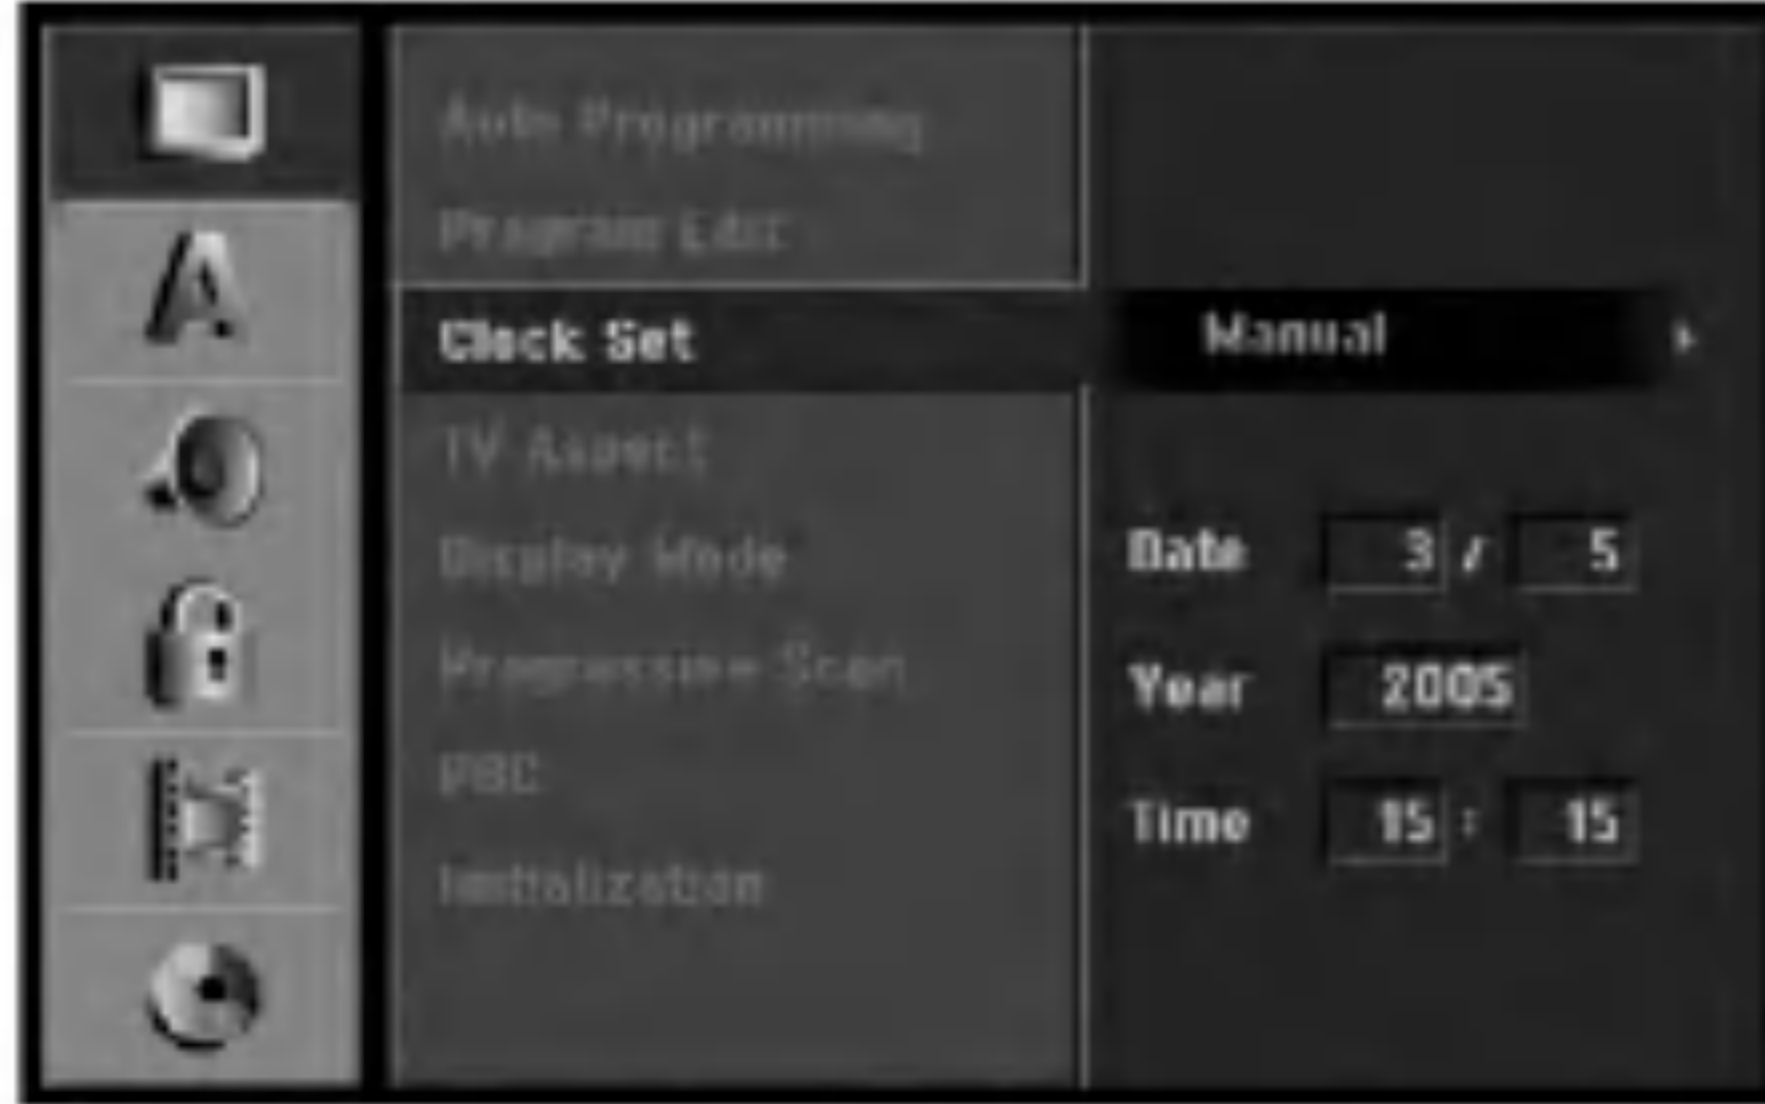 Auto Programming
Program Edit
Clock Set
Manual
TV Aspect
Display Mode
Progressive Scan
PBC
Initialization
Date 3 / 5
Year 2005
Time 15 : 15